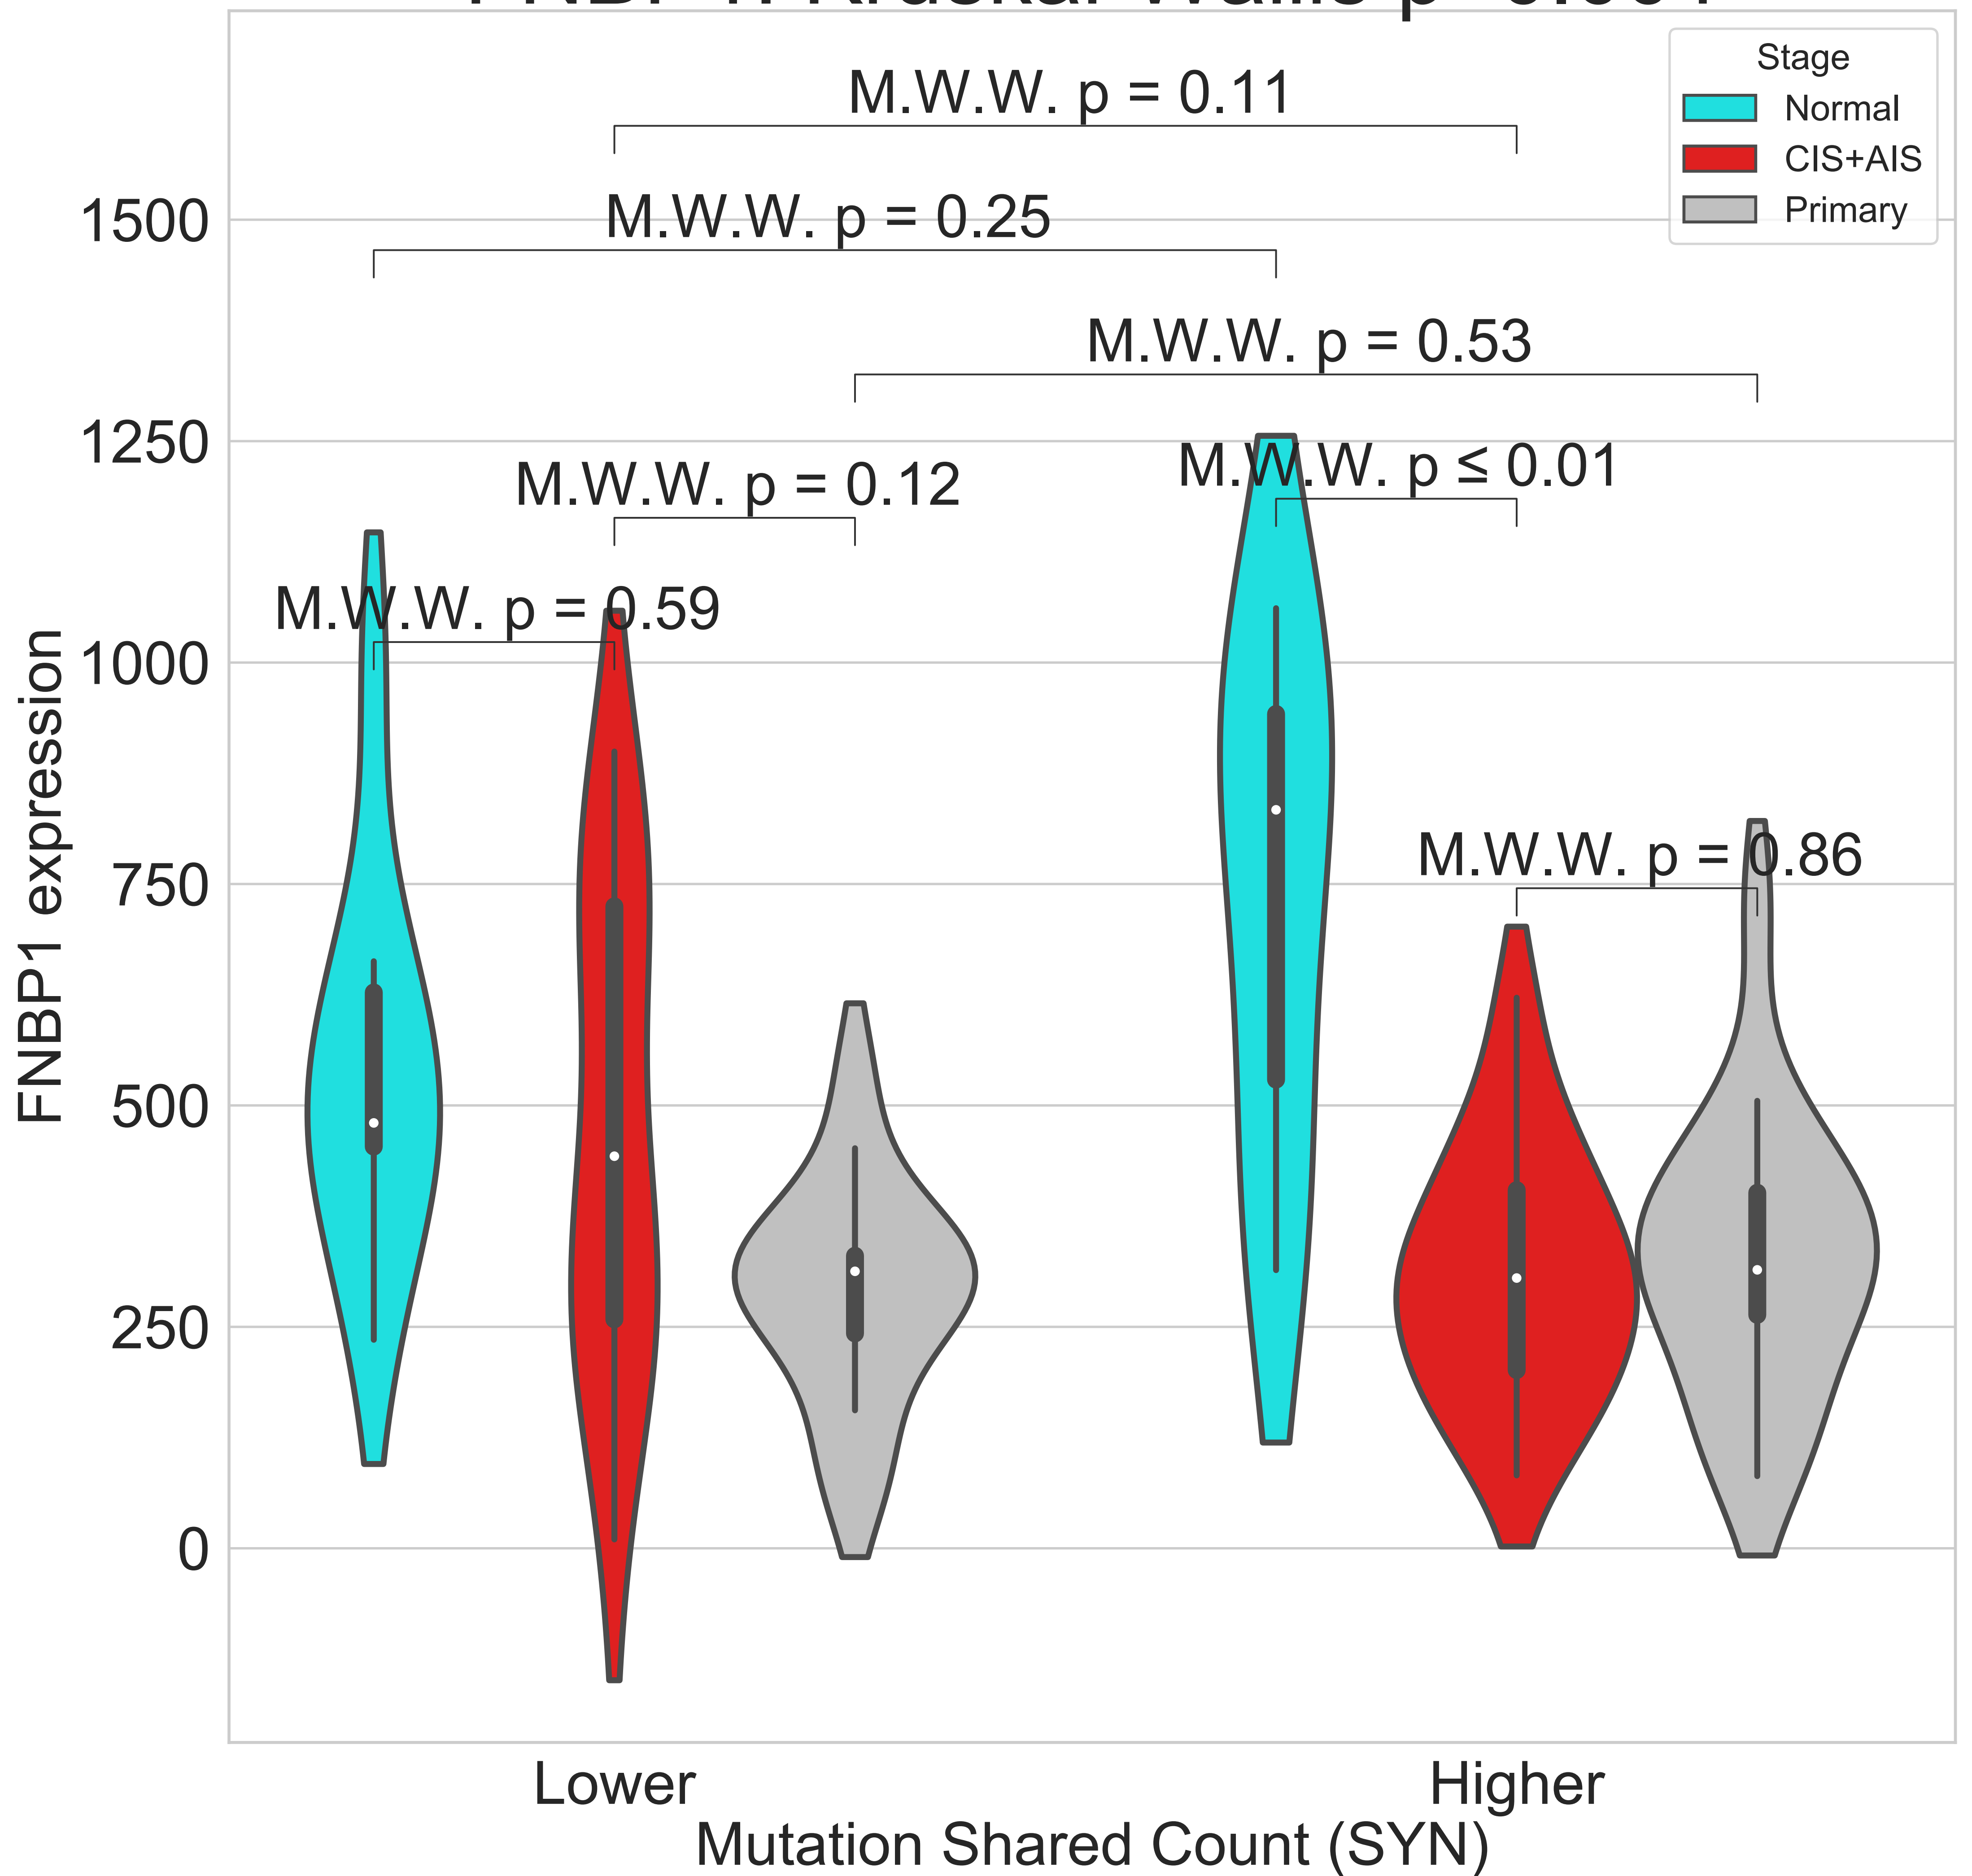 Stage
Normal
CIS+AIS
Primary
M.W.W. p = 0.11
M.W.W. p = 0.25
M.W.W. p = 0.53
M.W.W. p ≤ 0.01
M.W.W. p = 0.12
M.W.W. p = 0.59
M.W.W. p = 0.86
1500
1250
1000
750
500
250
0
FNBP1 expression
Lower
Higher
Mutation Shared Count (SYN)